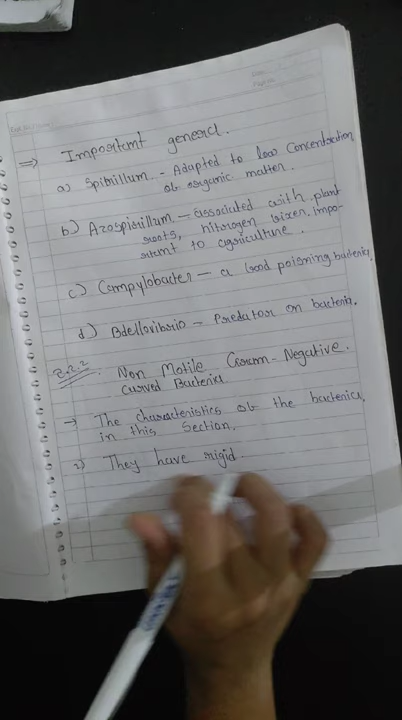 ⇒ Important general.
a) Spirillum. - Adapted to low Concentration
of organic matter.
b) Azospirillum - associated with plant
roots, nitrogen fixer, impo-
rtant to agriculture.
c) Campylobacter - a food poisoning bacteria,
d) Bdellovibrio - Predator on bacteria.
Non Motile Gram-Negative.
Curved Bacteria
→ The characteristics of the bacterica
in this Section.
They have rigid.